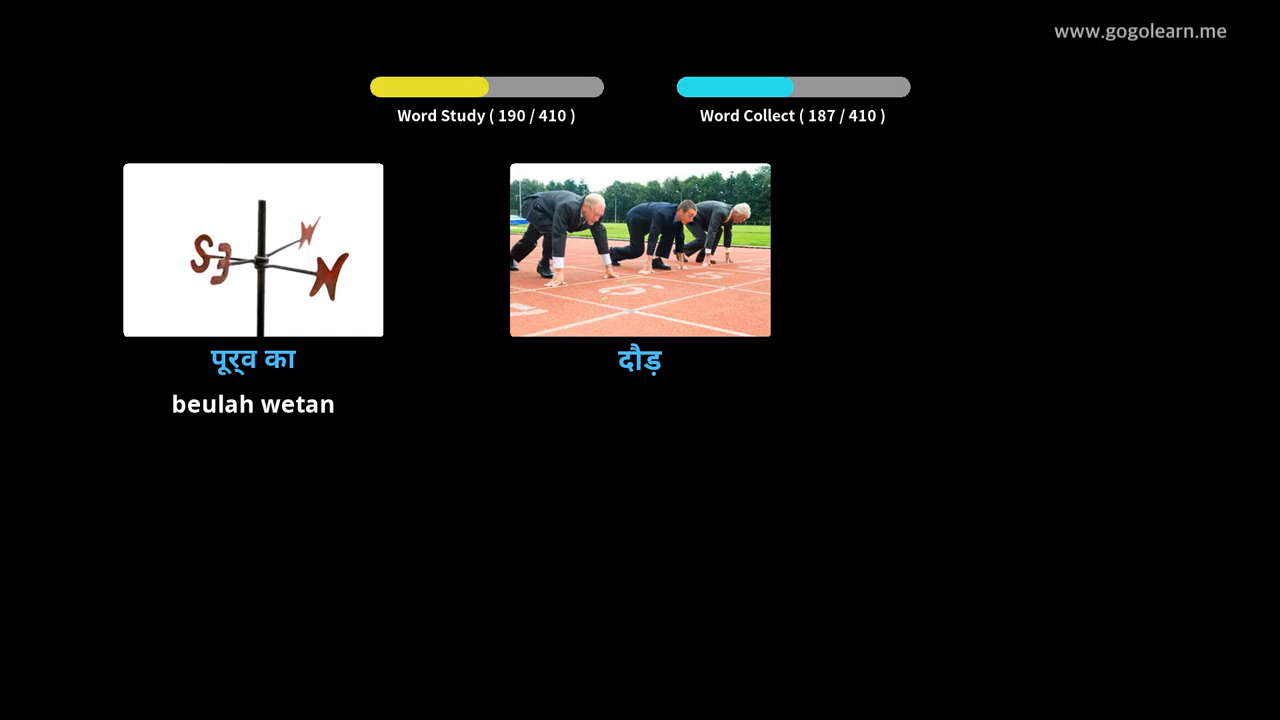 www.gogolearn.me
Word Study ( 190 / 410 )
Word Collect ( 187 / 410 )
पूर्व का
दौड़
beulah wetan